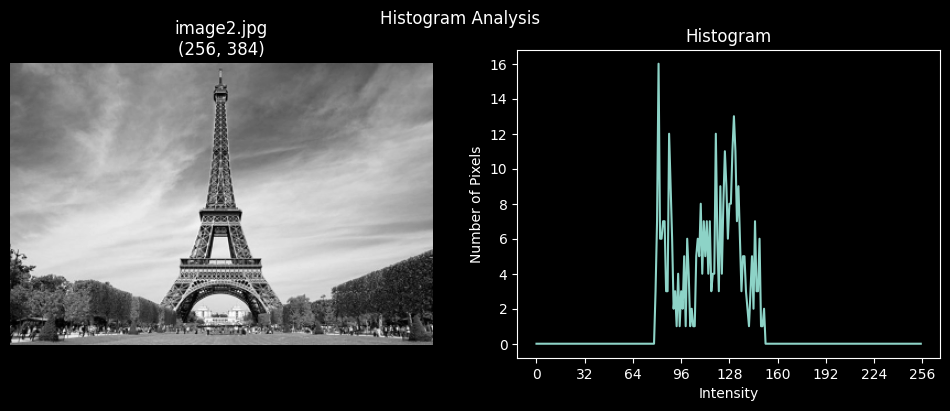 Histogram Analysis
image2.jpg
(256, 384)
Histogram
Number of Pixels
16
14
12
10
8
6
4
2
0
0 32 64 96 128 160 192 224 256
Intensity